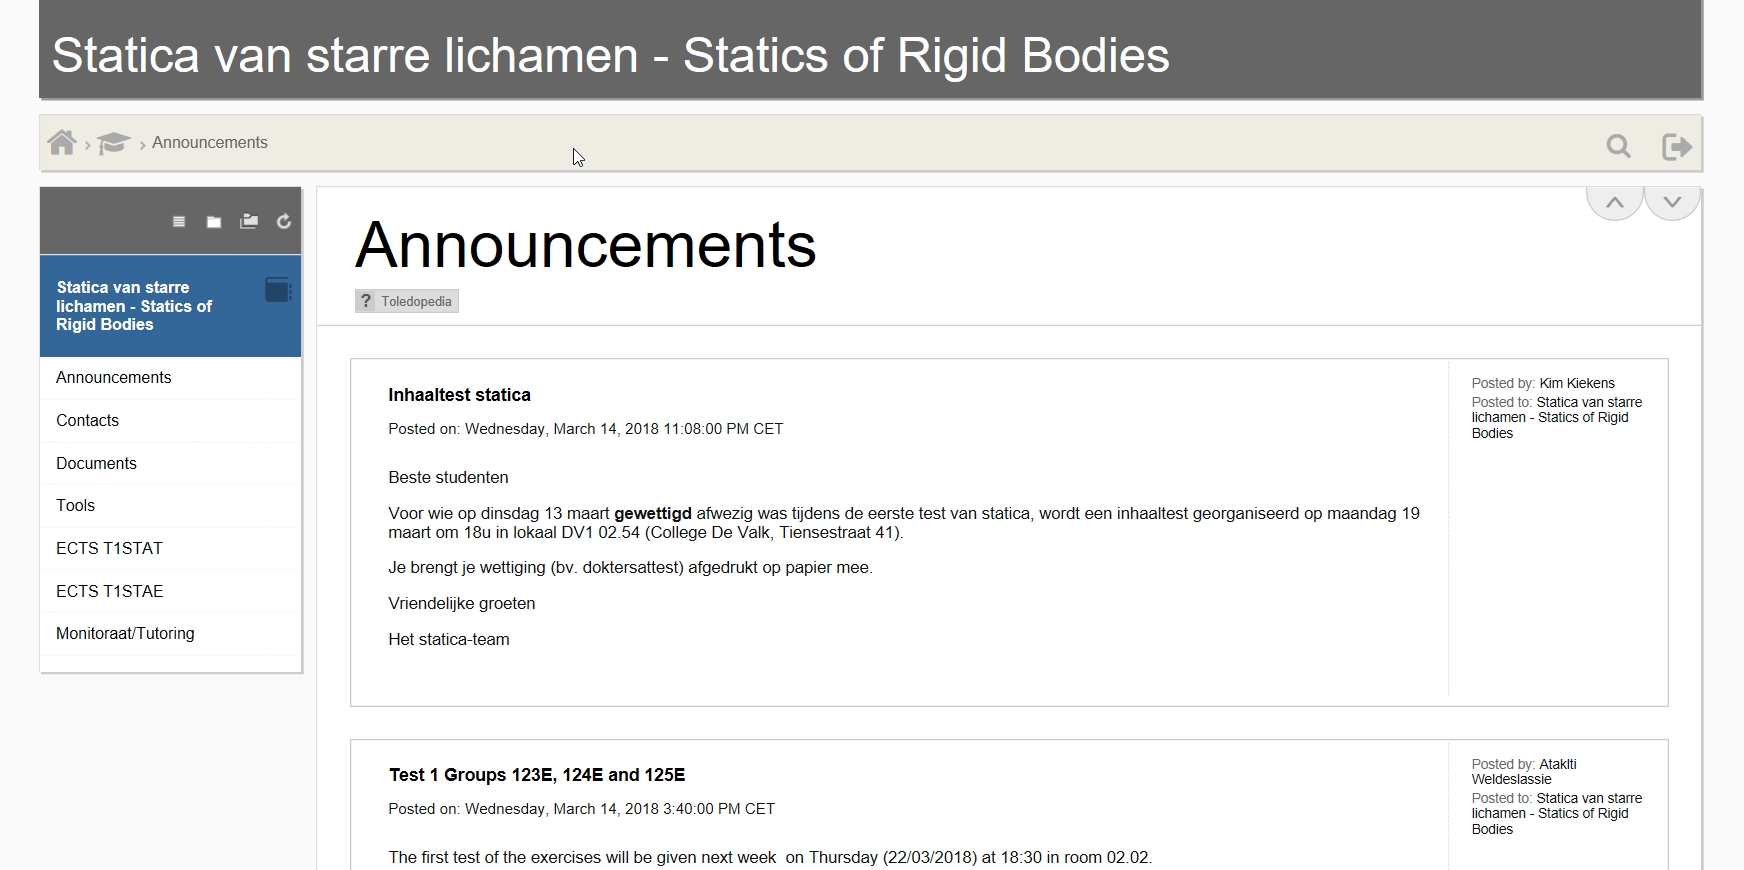 Statica van starre lichamen - Statics of Rigid Bodies
Announcements
Statica van starre
lichamen - Statics of
Rigid Bodies
Announcements
Contacts
Documents
Tools
ECTS T1STAT
ECTS T1STAE
Monitoraat/Tutoring
Announcements
? Toledopedia
Inhaaltest statica
Posted on: Wednesday, March 14, 2018 11:08:00 PM CET
Beste studenten
Voor wie op dinsdag 13 maart gewettigd afwezig was tijdens de eerste test van statica, wordt een inhaaltest georganiseerd op maandag 19
maart om 18u in lokaal DV1 02.54 (College De Valk, Tiensestraat 41).
Je brengt je wettiging (bv. doktersattest) afgedrukt op papier mee.
Vriendelijke groeten
Het statica-team
Posted by: Kim Kiekens
Posted to: Statica van starre
lichamen - Statics of Rigid
Bodies
Test 1 Groups 123E, 124E and 125E
Posted on: Wednesday, March 14, 2018 3:40:00 PM CET
The first test of the exercises will be given next week  on Thursday (22/03/2018) at 18:30 in room 02.02.
Posted by: Ataklti
Weldeslassie
Posted to: Statica van starre
lichamen - Statics of Rigid
Bodies